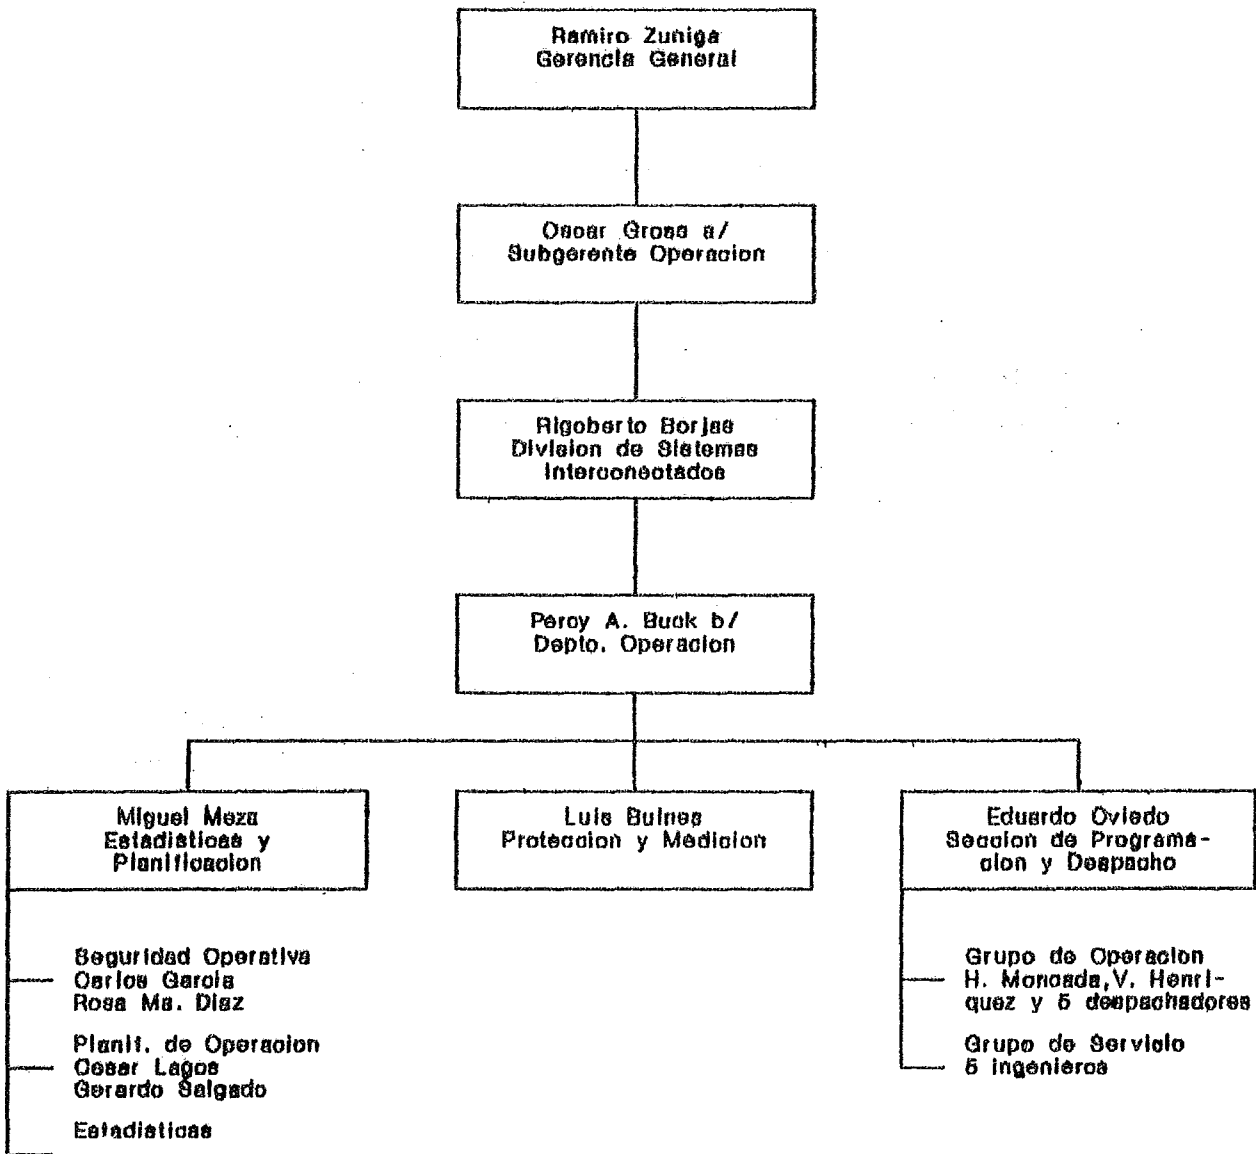 Ramiro Zuniga
Gerencia General
Oscar Gross a/
Subgerente Operacion
Rigoberto Borjas
Division de Sistemas
Interconectados
Percy A. Buck b/
Depto. Operacion
Miguel Meza
Estadisticas y
Planificacion
Luis Bulnes
Proteccion y Medicion
Eduardo Oviedo
Seccion de Programa-
cion y Despacho
Seguridad Operativa
Carlos Garcia
Rosa Ma. Diaz
Planif. de Operacion
Cesar Lagos
Gerardo Salgado
Estadisticas
Grupo de Operacion
H. Moncada, V. Henri-
quez y 5 despachadores
Grupo de Servicio
5 ingenieros